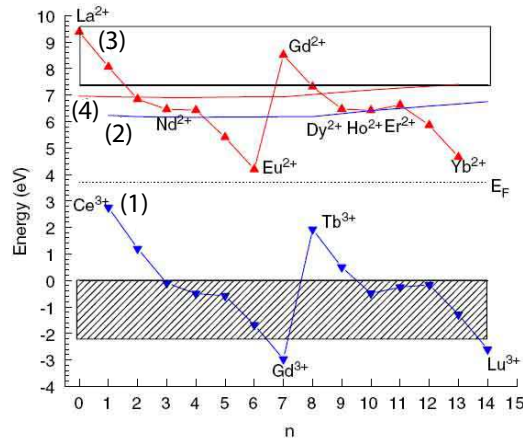 10
9
8
7
6
5
4
3
2
1
0
-1
-2
-3
-4
Energy (eV)
La²⁺
(3)
Gd²⁺
(4)
(2)
Nd²⁺
Dy²⁺ Ho²⁺ Er²⁺
Eu²⁺
Yb²⁺
E_F
Ce³⁺
(1)
Tb³⁺
Gd³⁺
Lu³⁺
0 1 2 3 4 5 6 7 8 9 10 11 12 13 14 15
n